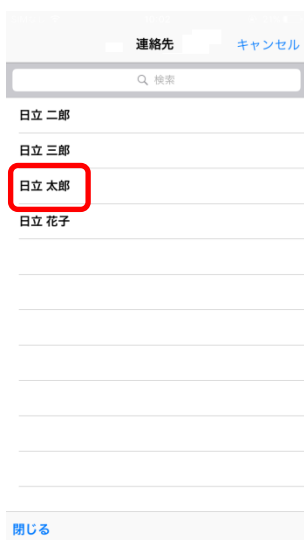 連絡先 キャンセル
検索
日立 二郎
日立 三郎
日立 太郎
日立 花子
閉じる